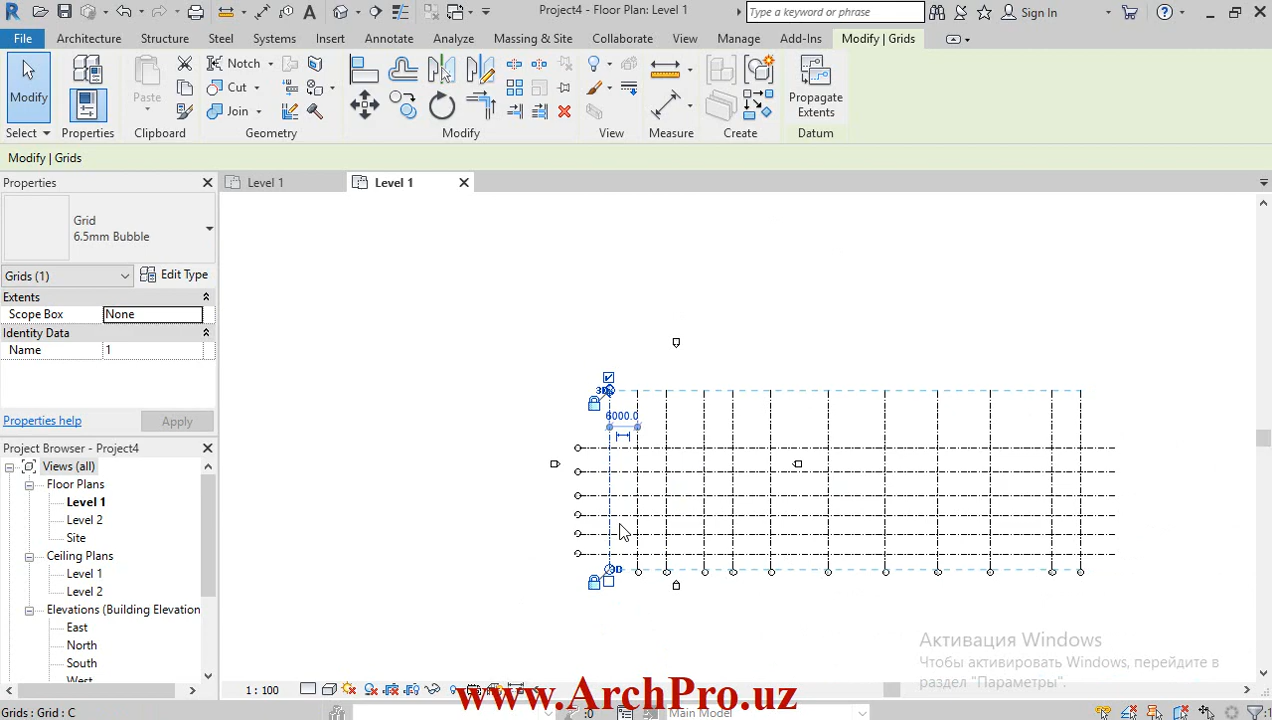 Project4 - Floor Plan: Level 1
Type a keyword or phrase
Sign In
File
Architecture
Structure
Steel
Systems
Insert
Annotate
Analyze
Massing & Site
Collaborate
View
Manage
Add-Ins
Modify | Grids
Modify
Paste
Notch
Cut
Join
Propagate
Extents
Select
Properties
Clipboard
Geometry
Modify
View
Measure
Create
Datum
Modify | Grids
Properties
Level 1
Level 1
Grid
6.5mm Bubble
Grids (1)
Edit Type
Extents
Scope Box
None
Identity Data
Name
1
Properties help
Apply
6000.0
3D
Project Browser - Project4
Views (all)
Floor Plans
Level 1
Level 2
Site
Ceiling Plans
Level 1
Level 2
Elevations (Building Elevation
East
North
South
West
Активация Windows
Чтобы активировать Windows, перейдите в
раздел "Параметры".
1 : 100
www.ArchPro.uz
Grids : Grid : C
:0
Main Model
:1